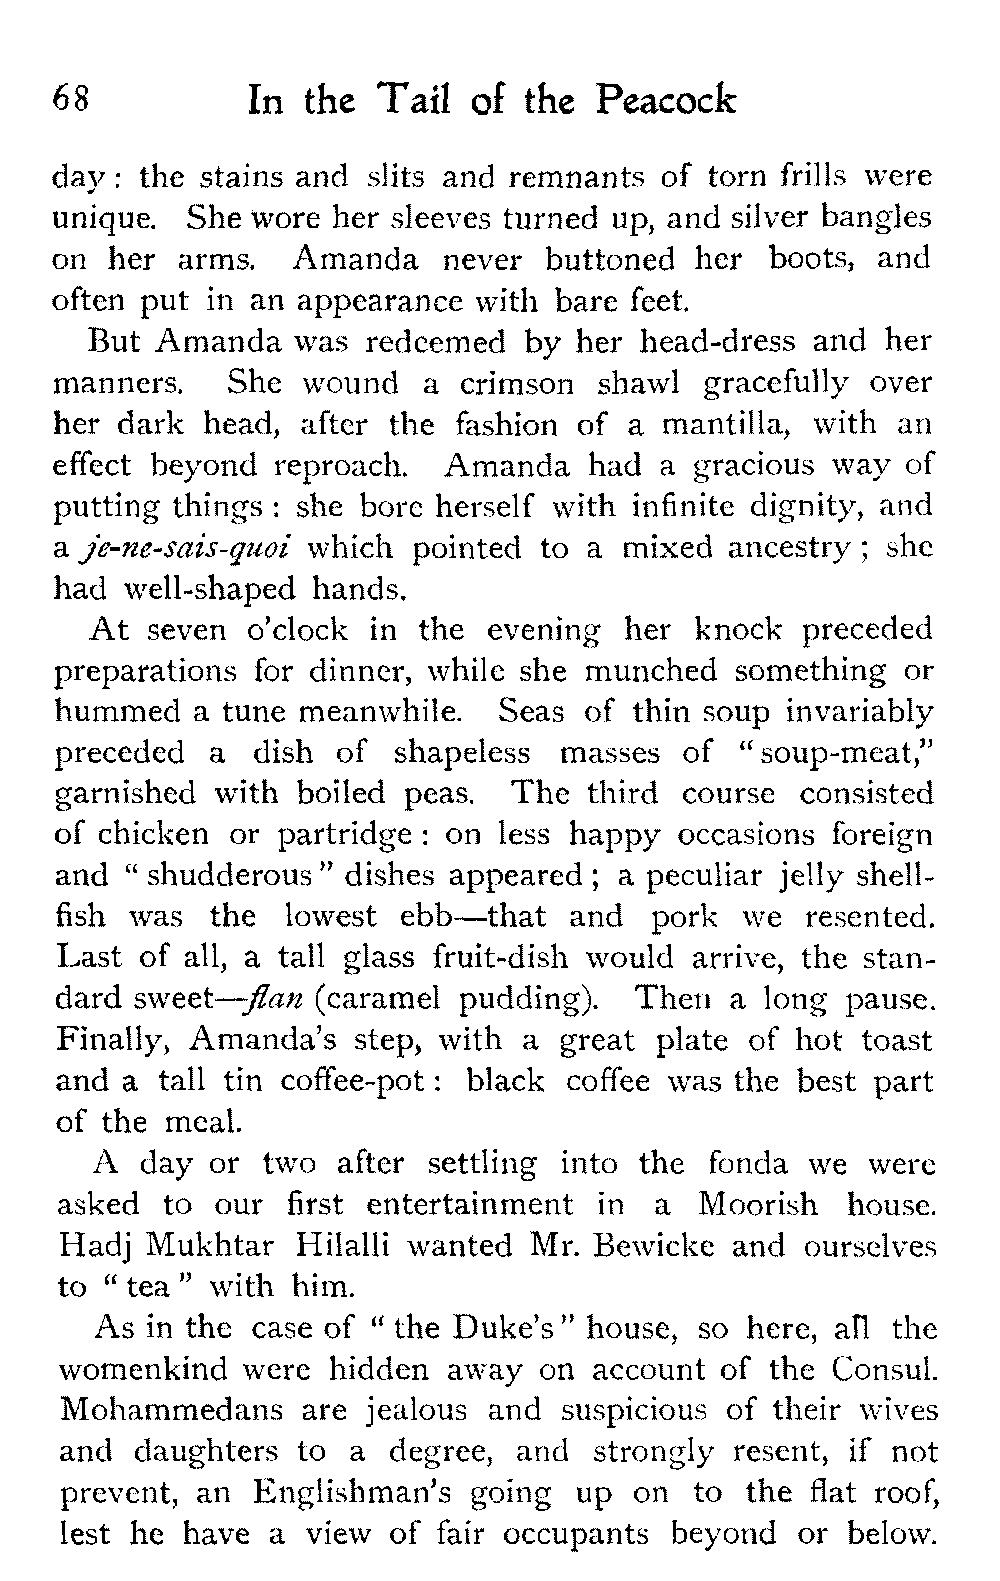 68 In the Tail of the Peacock
day : the stains and slits and remnants of torn frills were
unique. She wore her sleeves turned up, and silver bangles
on her arms. Amanda never buttoned her boots, and
often put in an appearance with bare feet.
But Amanda was redeemed by her head-dress and her
manners. She wound a crimson shawl gracefully over
her dark head, after the fashion of a mantilla, with an
effect beyond reproach. Amanda had a gracious way of
putting things : she bore herself with infinite dignity, and
a je-ne-sais-quoi which pointed to a mixed ancestry ; she
had well-shaped hands.
At seven o'clock in the evening her knock preceded
preparations for dinner, while she munched something or
hummed a tune meanwhile. Seas of thin soup invariably
preceded a dish of shapeless masses of “ soup-meat,”
garnished with boiled peas. The third course consisted
of chicken or partridge : on less happy occasions foreign
and “ shudderous ” dishes appeared ; a peculiar jelly shell-
fish was the lowest ebb—that and pork we resented.
Last of all, a tall glass fruit-dish would arrive, the stan-
dard sweet—flan (caramel pudding). Then a long pause.
Finally, Amanda's step, with a great plate of hot toast
and a tall tin coffee-pot : black coffee was the best part
of the meal.
A day or two after settling into the fonda we were
asked to our first entertainment in a Moorish house.
Hadj Mukhtar Hilalli wanted Mr. Bewicke and ourselves
to “ tea ” with him.
As in the case of “ the Duke's ” house, so here, all the
womenkind were hidden away on account of the Consul.
Mohammedans are jealous and suspicious of their wives
and daughters to a degree, and strongly resent, if not
prevent, an Englishman's going up on to the flat roof,
lest he have a view of fair occupants beyond or below.